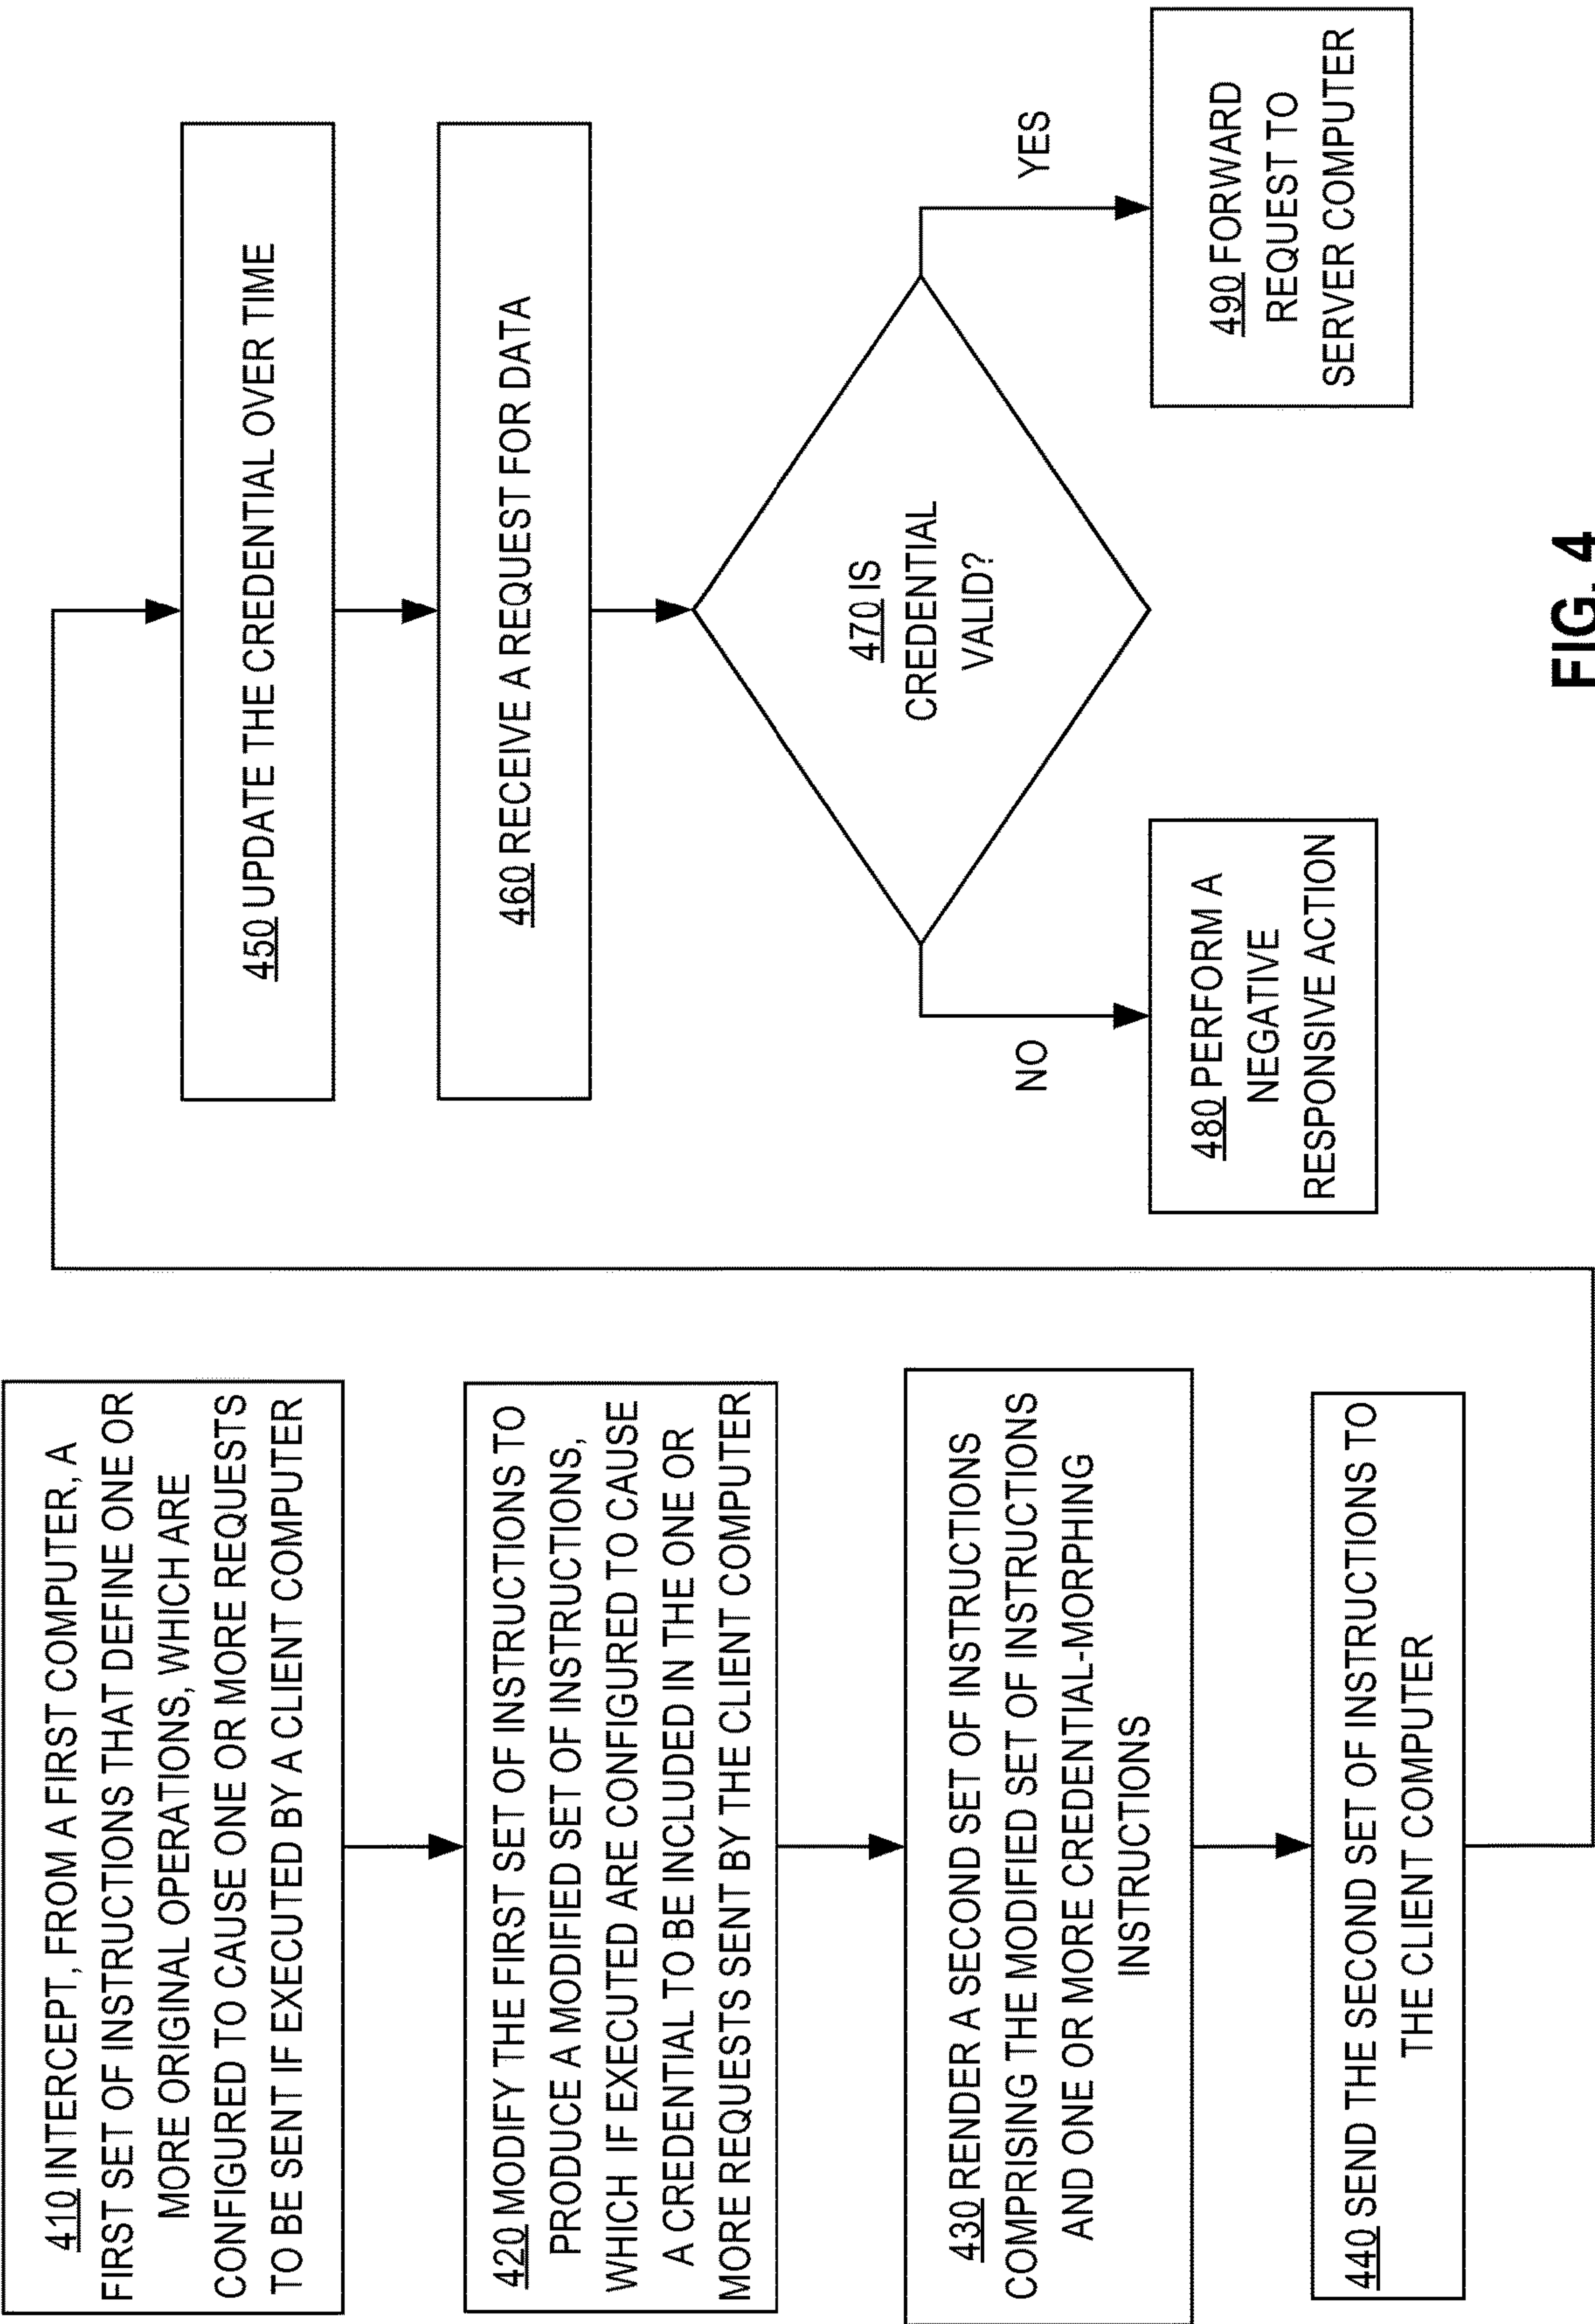 410 INTERCEPT, FROM A FIRST COMPUTER, A
FIRST SET OF INSTRUCTIONS THAT DEFINE ONE OR
MORE ORIGINAL OPERATIONS, WHICH ARE
CONFIGURED TO CAUSE ONE OR MORE REQUESTS
TO BE SENT IF EXECUTED BY A CLIENT COMPUTER
420 MODIFY THE FIRST SET OF INSTRUCTIONS TO
PRODUCE A MODIFIED SET OF INSTRUCTIONS,
WHICH IF EXECUTED ARE CONFIGURED TO CAUSE
A CREDENTIAL TO BE INCLUDED IN THE ONE OR
MORE REQUESTS SENT BY THE CLIENT COMPUTER
430 RENDER A SECOND SET OF INSTRUCTIONS
COMPRISING THE MODIFIED SET OF INSTRUCTIONS
AND ONE OR MORE CREDENTIAL-MORPHING
INSTRUCTIONS
440 SEND THE SECOND SET OF INSTRUCTIONS TO
THE CLIENT COMPUTER
450 UPDATE THE CREDENTIAL OVER TIME
460 RECEIVE A REQUEST FOR DATA
470 IS
CREDENTIAL
VALID?
NO
YES
480 PERFORM A
NEGATIVE
RESPONSIVE ACTION
490 FORWARD
REQUEST TO
SERVER COMPUTER
FIG. 4